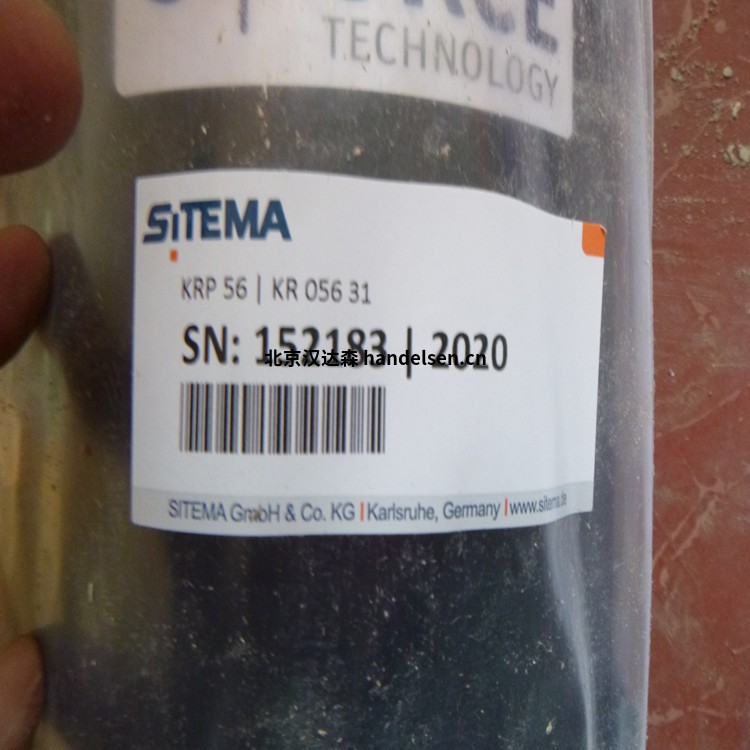 TECHNOLOGY
SITEMA
KRP 56 | KR 056 31
SN: 152183 | 2020
北京汉达森 handelsen.cn
SITEMA GmbH & Co. KG | Karlsruhe, Germany | www.sitema.de